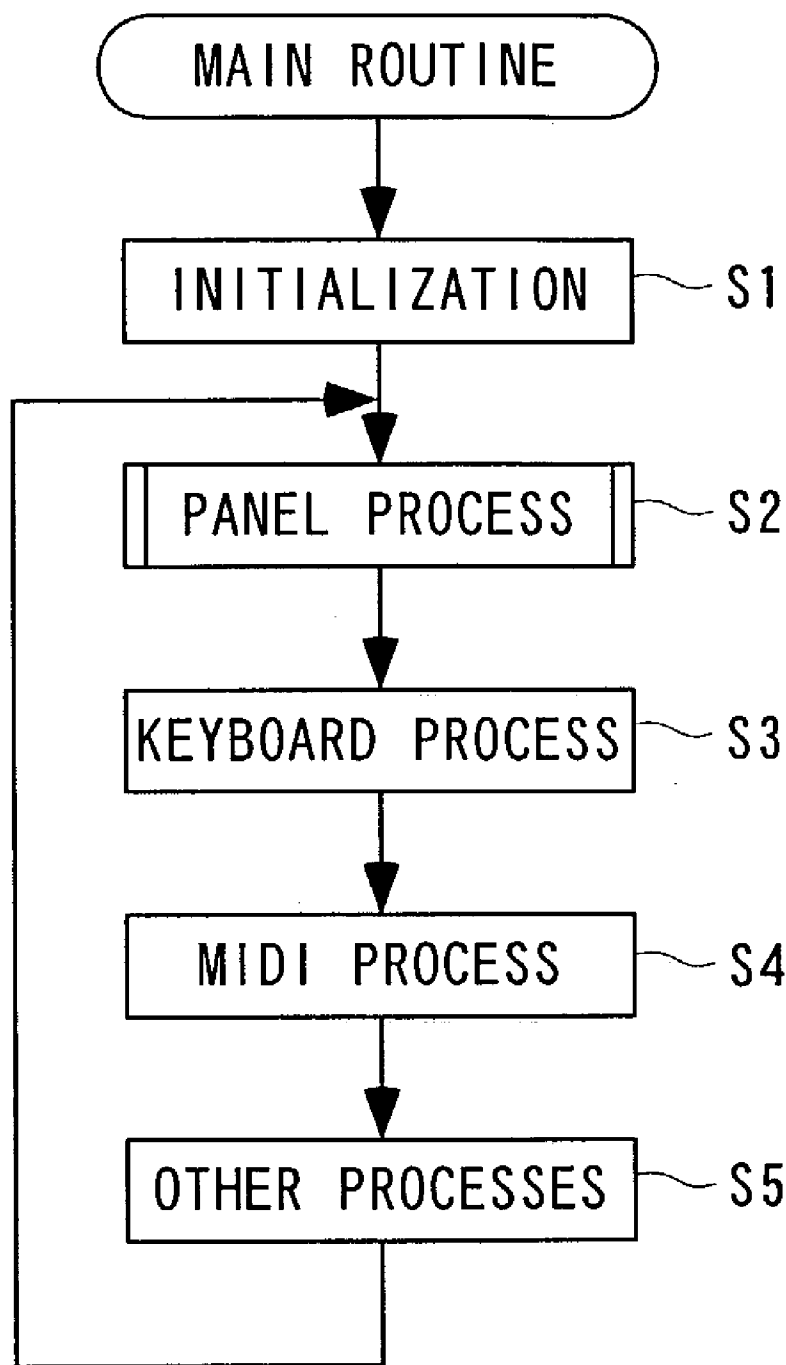 MAIN ROUTINE
INITIALIZATION S1
PANEL PROCESS S2
KEYBOARD PROCESS S3
MIDI PROCESS S4
OTHER PROCESSES S5